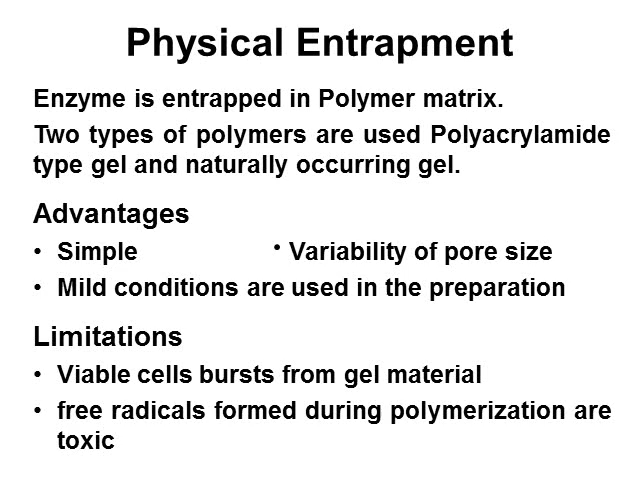 Physical Entrapment
Enzyme is entrapped in Polymer matrix.
Two types of polymers are used Polyacrylamide
type gel and naturally occurring gel.
Advantages
• Simple • Variability of pore size
• Mild conditions are used in the preparation
Limitations
• Viable cells bursts from gel material
• free radicals formed during polymerization are
toxic